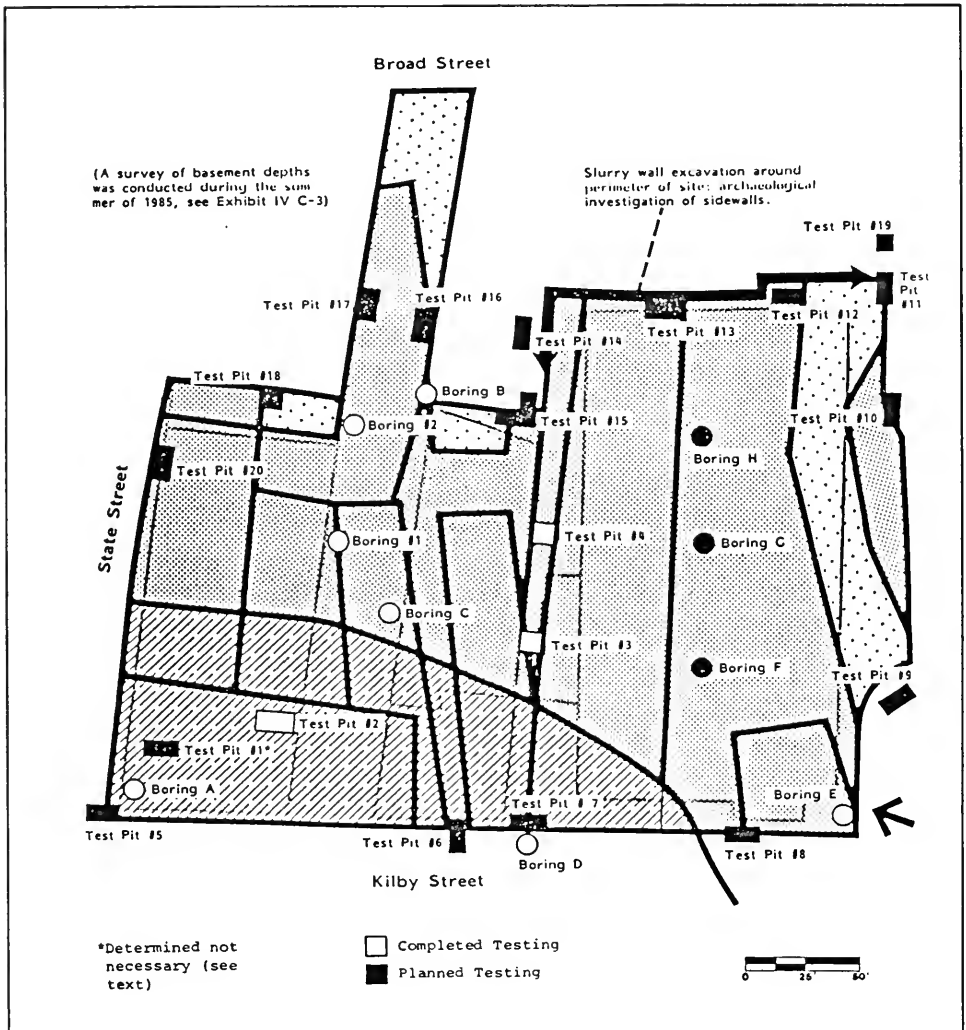 Broad Street
(A survey of basement depths
was conducted during the sum
mer of 1985, see Exhibit IV C-3)
Slurry wall excavation around
perimeter of site: archaeological
investigation of sidewalls.
Test Pit #19
Test
Pit
#11
Test Pit #17
Test Pit #16
Test Pit #14
Test Pit #13
Test Pit #12
Test Pit #18
Boring B
Boring #2
Test Pit #15
Test Pit #10
Boring H
Test Pit #20
State Street
Boring #1
Test Pit #4
Boring G
Boring C
Test Pit #3
Boring F
Test Pit #9
Test Pit #2
Test Pit #1*
Boring A
Test Pit #5
Test Pit #6
Test Pit # 7
Boring D
Boring E
Test Pit #8
Kilby Street
*Determined not
necessary (see
text)
Completed Testing
Planned Testing
0 25' 50'